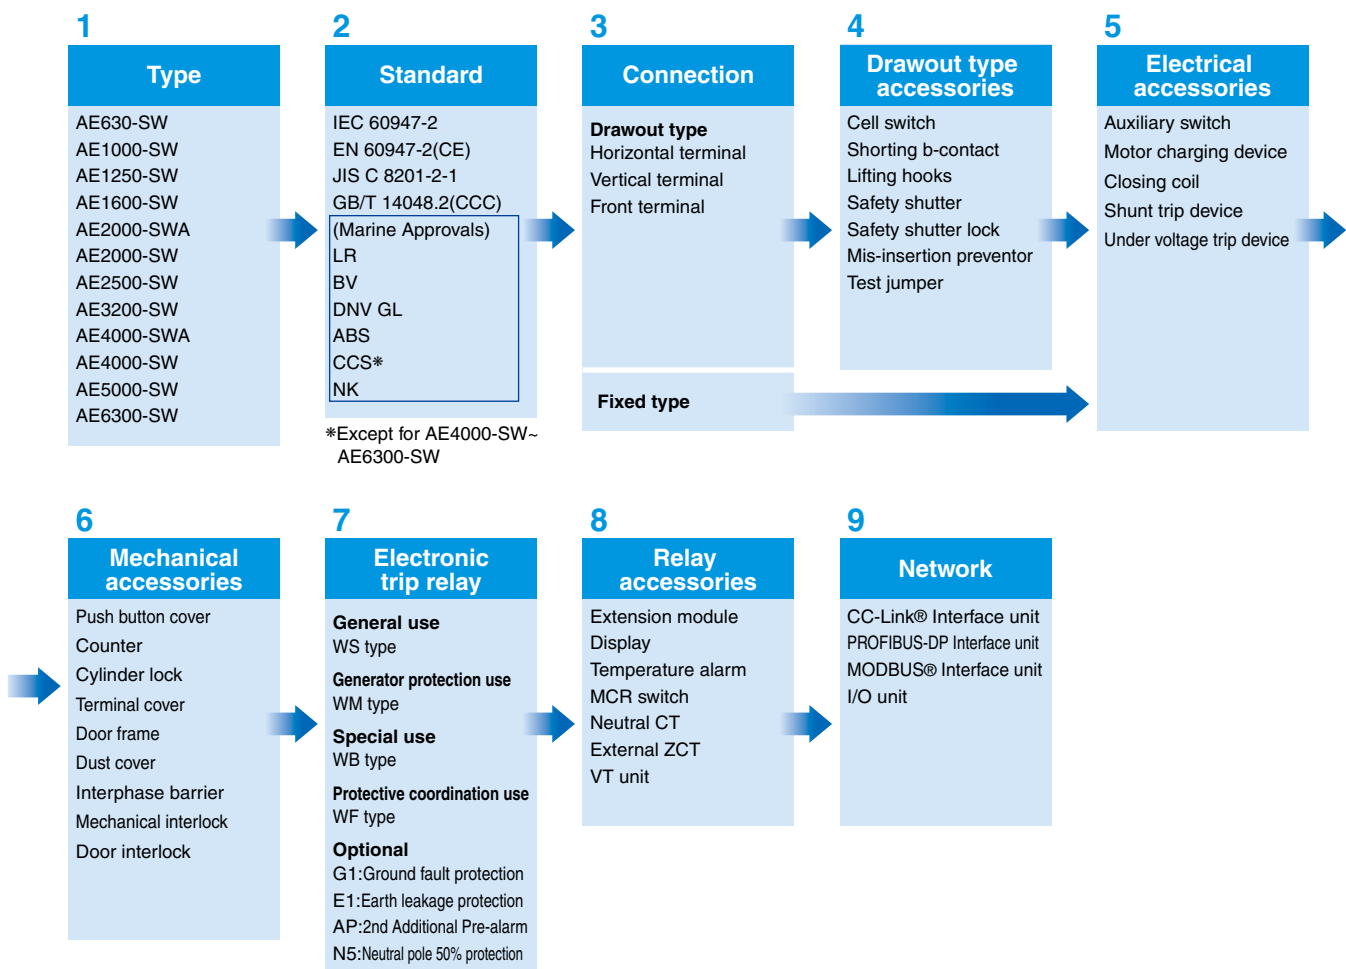 1
Type
AE630-SW
AE1000-SW
AE1250-SW
AE1600-SW
AE2000-SWA
AE2000-SW
AE2500-SW
AE3200-SW
AE4000-SWA
AE4000-SW
AE5000-SW
AE6300-SW
2
Standard
IEC 60947-2
EN 60947-2(CE)
JIS C 8201-2-1
GB/T 14048.2(CCC)
(Marine Approvals)
LR
BV
DNV GL
ABS
CCS*
NK
*Except for AE4000-SW~
AE6300-SW
3
Connection
Drawout type
Horizontal terminal
Vertical terminal
Front terminal
Fixed type
4
Drawout type
accessories
Cell switch
Shorting b-contact
Lifting hooks
Safety shutter
Safety shutter lock
Mis-insertion preventor
Test jumper
5
Electrical
accessories
Auxiliary switch
Motor charging device
Closing coil
Shunt trip device
Under voltage trip device
6
Mechanical
accessories
Push button cover
Counter
Cylinder lock
Terminal cover
Door frame
Dust cover
Interphase barrier
Mechanical interlock
Door interlock
7
Electronic
trip relay
General use
WS type
Generator protection use
WM type
Special use
WB type
Protective coordination use
WF type
Optional
G1:Ground fault protection
E1:Earth leakage protection
AP:2nd Additional Pre-alarm
N5:Neutral pole 50% protection
8
Relay
accessories
Extension module
Display
Temperature alarm
MCR switch
Neutral CT
External ZCT
VT unit
9
Network
CC-Link® Interface unit
PROFIBUS-DP Interface unit
MODBUS® Interface unit
I/O unit